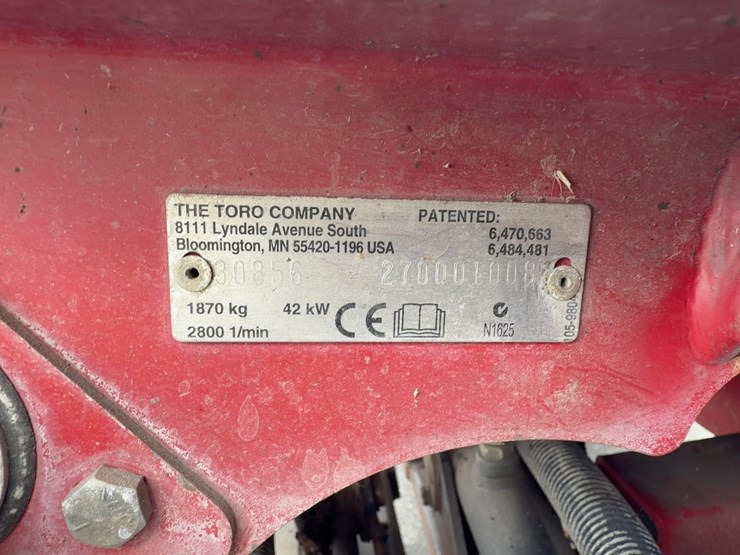 THE TORO COMPANY PATENTED:
8111 Lyndale Avenue South 6,470,663
Bloomington, MN 55420-1196 USA 6,484,481
1870 kg 42 kW CE
2800 1/min N1625